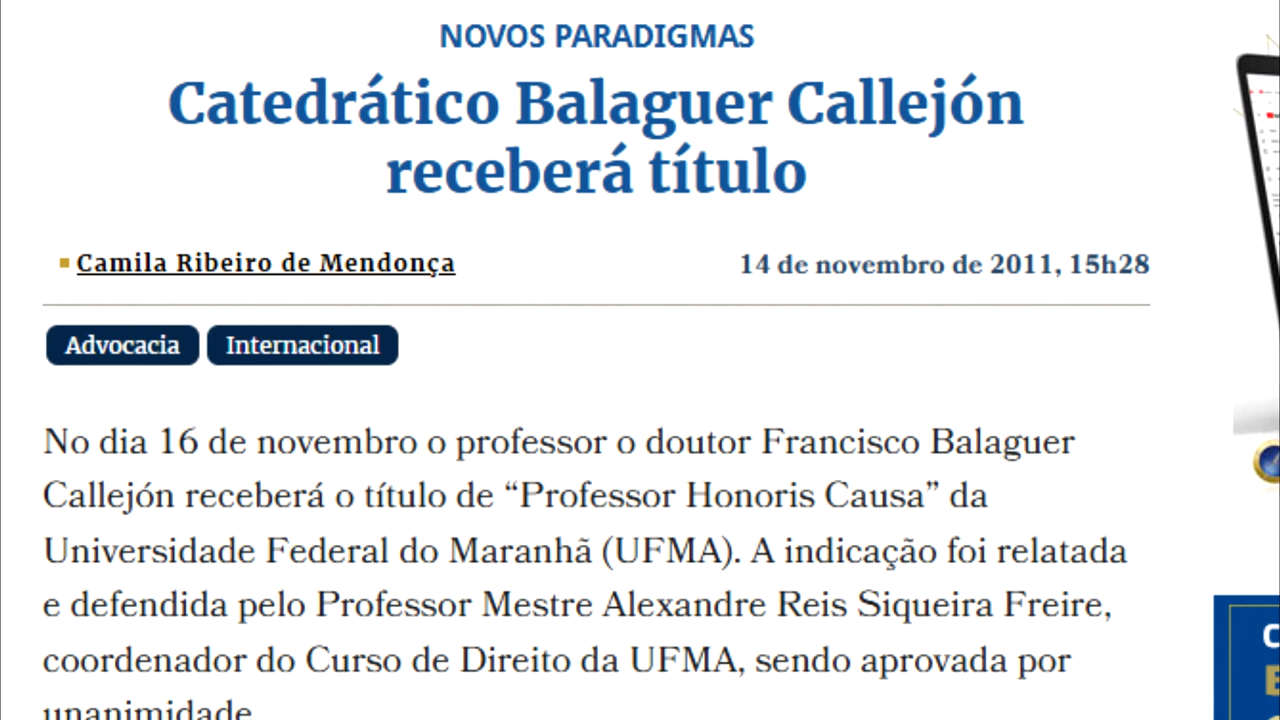 NOVOS PARADIGMAS
Catedrático Balaguer Callejón
receberá título
Camila Ribeiro de Mendonça
14 de novembro de 2011, 15h28
Advocacia
Internacional
No dia 16 de novembro o professor o doutor Francisco Balaguer
Callejón receberá o título de “Professor Honoris Causa” da
Universidade Federal do Maranhã (UFMA). A indicação foi relatada
e defendida pelo Professor Mestre Alexandre Reis Siqueira Freire,
coordenador do Curso de Direito da UFMA, sendo aprovada por
unanimidade